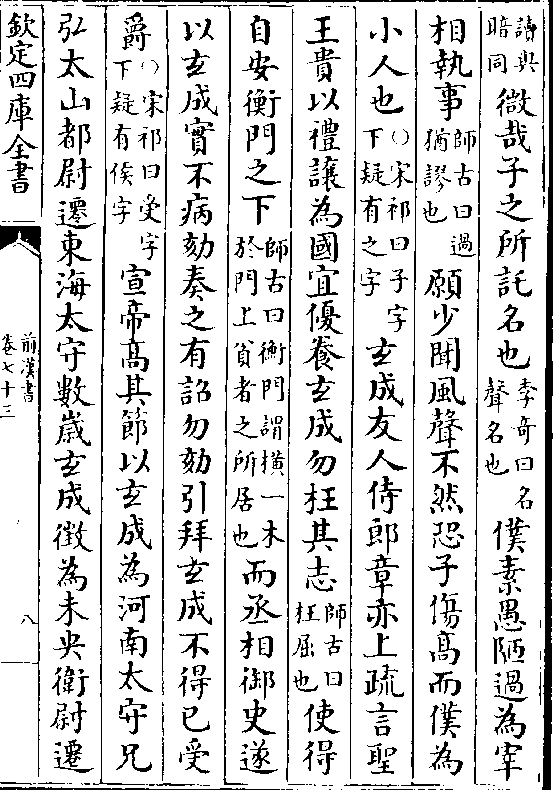 讀與暗同微哉子之所託名也李奇曰名聲名也僕素愚陋過為宰
相執事師古曰過猶謬也願少聞風聲不然恐子傷高而僕為
小人也○宋祁曰子字下疑有之字玄成友人侍郎章亦上疏言聖
王貴以禮讓為國宜優養玄成勿枉其志師古曰枉屈也使得
自安衡門之下師古曰衡門謂横一木於門上貧者之所居也而丞相御史遂
以玄成實不病劾奏之有詔勿劾引拜玄成不得已受
爵○宋祁曰受字下疑有侯字宣帝高其節以玄成為河南太守兄
弘太山都尉遷東海太守數歲玄成徵為未央衛尉遷
欽定四庫全書
前漢書
卷七十三
八